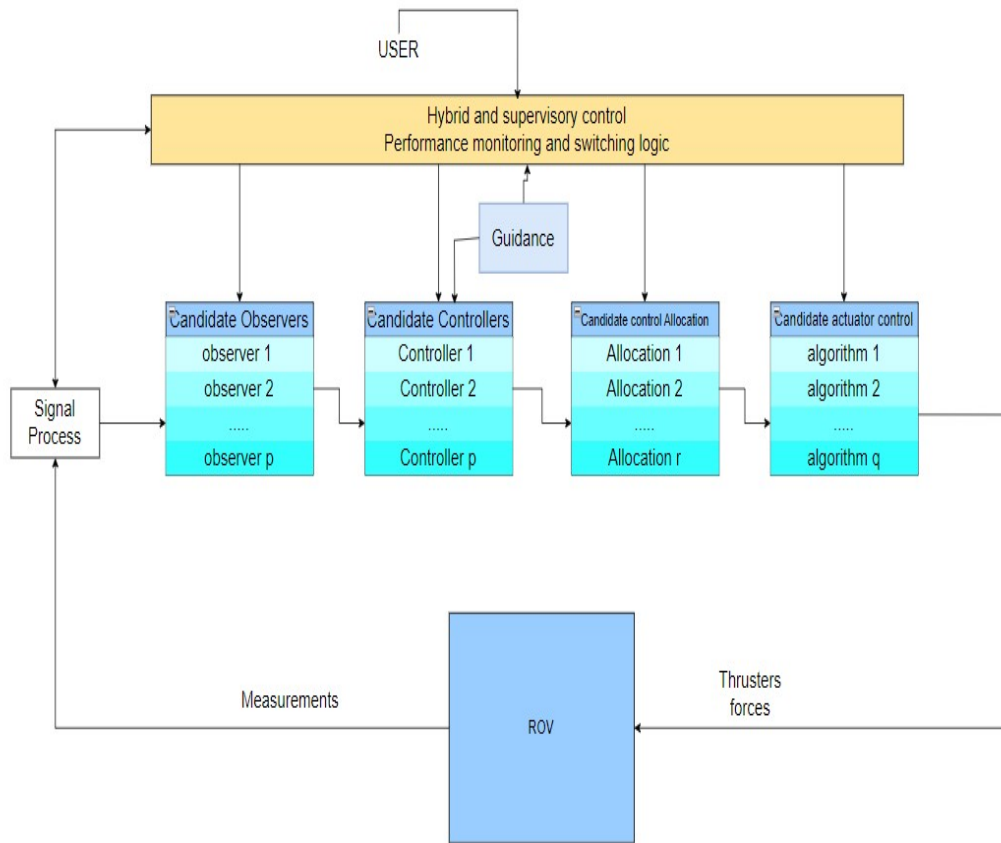 USER
Hybrid and supervisory control
Performance monitoring and switching logic
Guidance
Candidate Observers
observer 1
observer 2
.....
observer p
Candidate Controllers
Controller 1
Controller 2
.....
Controller p
Candidate control Allocation
Allocation 1
Allocation 2
.....
Allocation r
Candidate actuator control
algorithm 1
algorithm 2
.....
algorithm q
Signal
Process
Measurements
ROV
Thrusters
forces